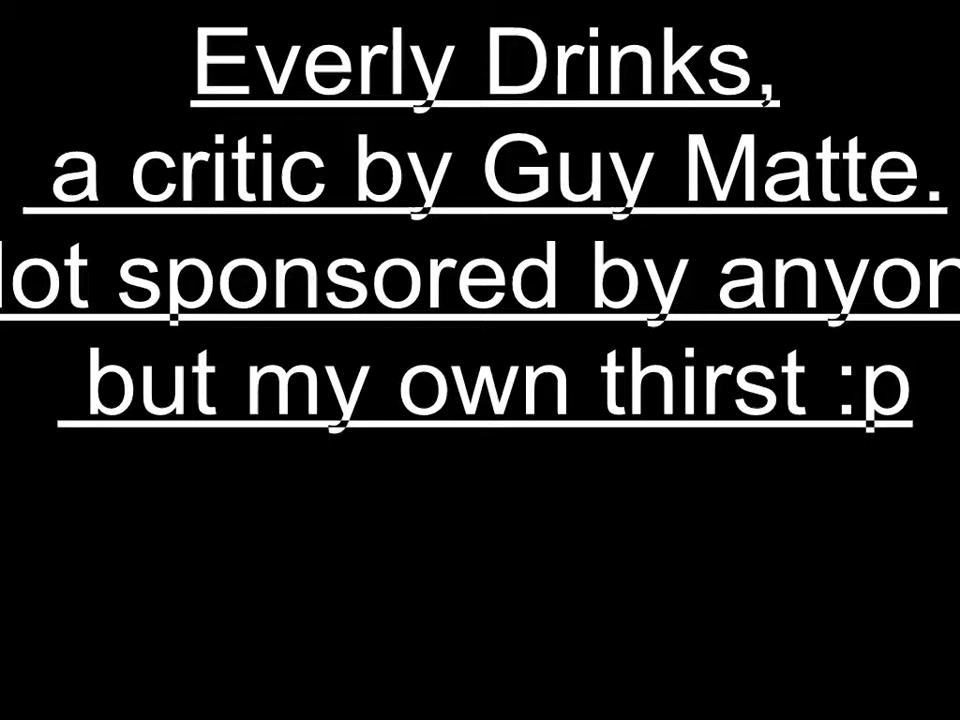 Everly Drinks,
a critic by Guy Matte.
sponsored by
but my own thirst :p